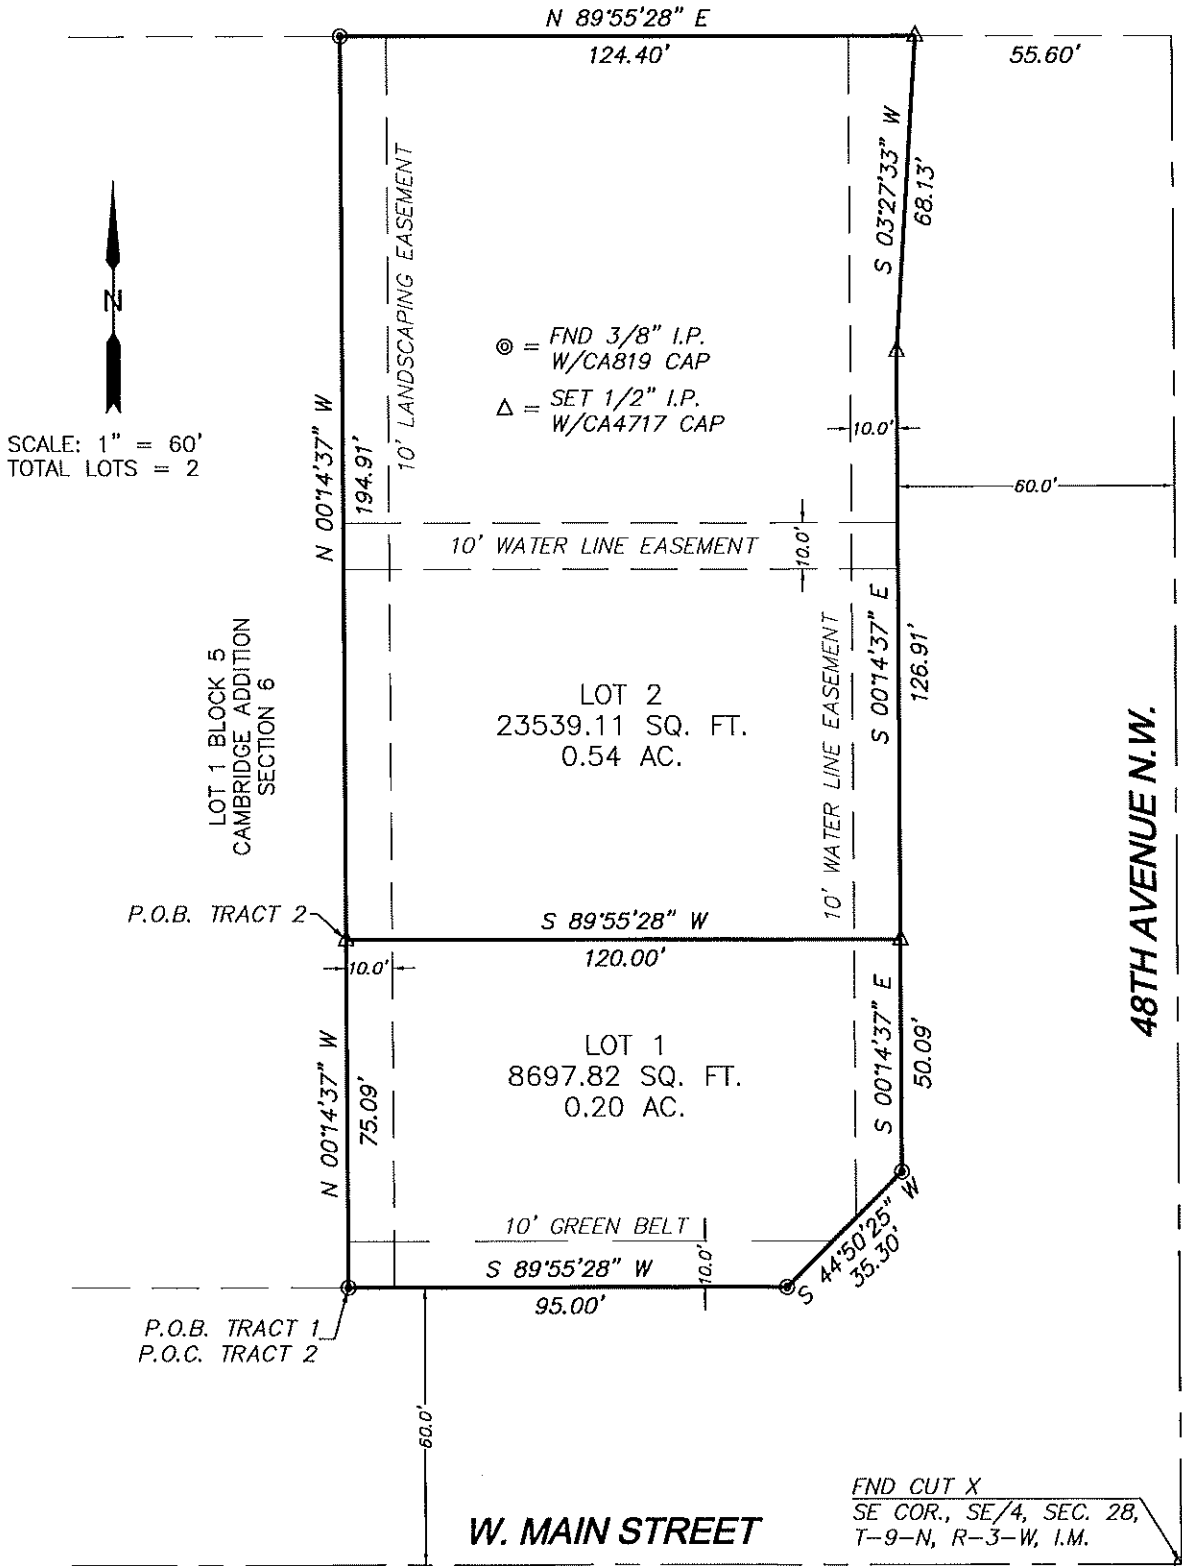 N 89°55'28" E
124.40'
55.60'
S 03°27'33" W
68.13'
10' LANDSCAPING EASEMENT
N
SCALE: 1" = 60'
TOTAL LOTS = 2
= FND 3/8" I.P.
W/CA819 CAP
= SET 1/2" I.P.
W/CA4717 CAP
N 00°14'37" W
194.91'
10.0'
60.0'
10' WATER LINE EASEMENT
10.0'
S 00°14'37" E
126.91'
10' WATER LINE EASEMENT
LOT 1 BLOCK 5
CAMBRIDGE ADDITION
SECTION 6
LOT 2
23539.11 SQ. FT.
0.54 AC.
48TH AVENUE N.W.
P.O.B. TRACT 2
S 89°55'28" W
120.00'
10.0'
N 00°14'37" W
75.09'
LOT 1
8697.82 SQ. FT.
0.20 AC.
S 00°14'37" E
50.09'
10' GREEN BELT
10.0'
S 89°55'28" W
95.00'
S 44°50'25" W
35.30'
P.O.B. TRACT 1
P.O.C. TRACT 2
60.0'
W. MAIN STREET
FND CUT X
SE COR., SE/4, SEC. 28,
T-9-N, R-3-W, I.M.